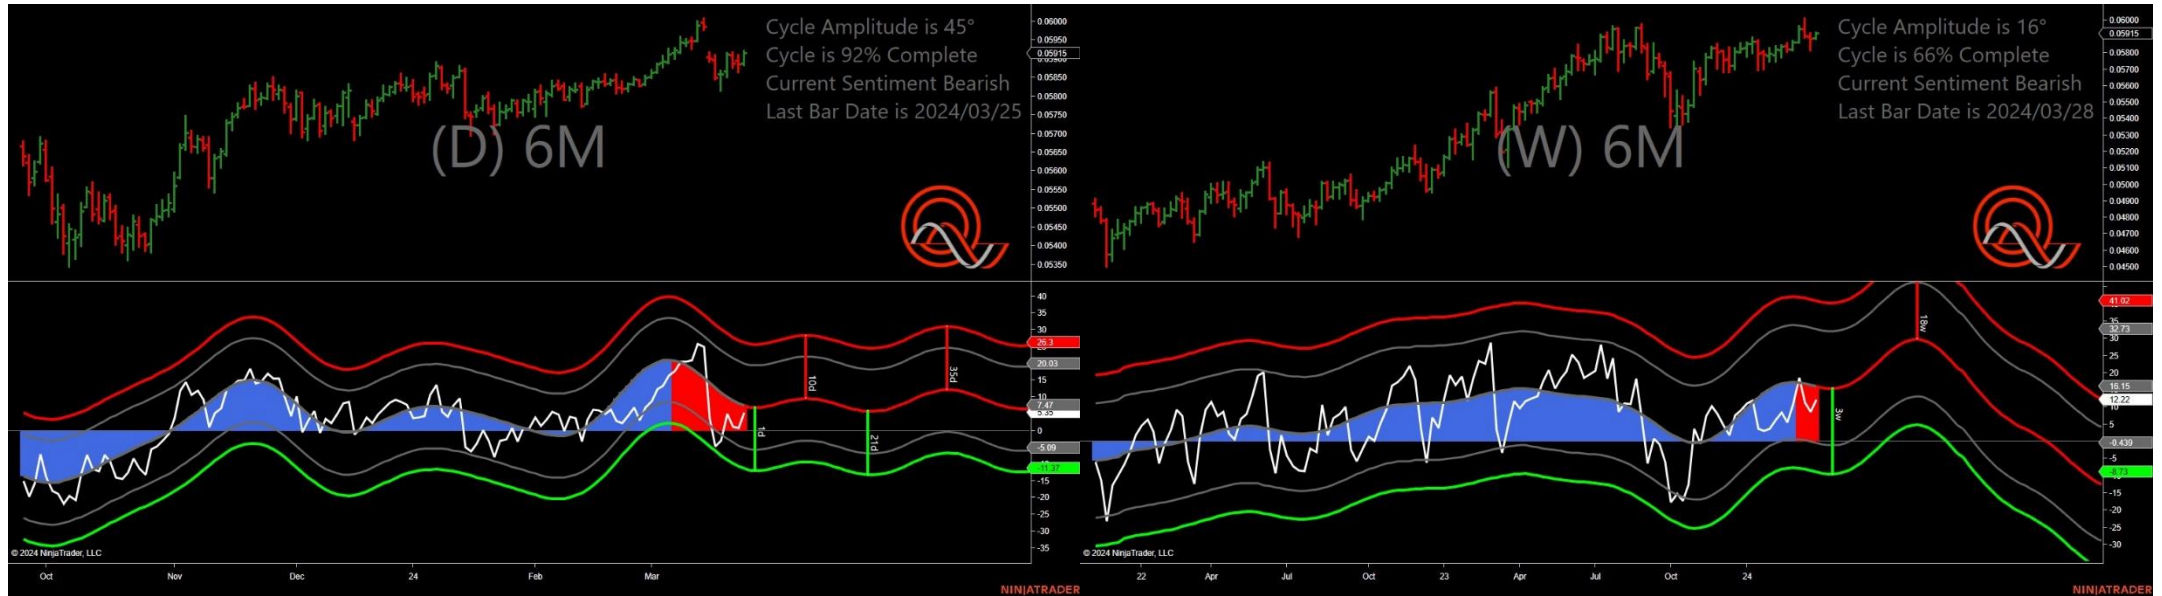 Cycle Amplitude is 45°
Cycle is 92% Complete
Current Sentiment Bearish
Last Bar Date is 2024/03/25
(D) 6M
0.06000
0.05950
0.05915
0.05850
0.05800
0.05750
0.05700
0.05650
0.05600
0.05550
0.05500
0.05450
0.05400
0.05350
40
35
30
26.3
20.03
15
10
7.47
5.35
0
-5.09
-11.37
-15
-20
-25
-30
-35
1d
10d
21d
35d
© 2024 NinjaTrader, LLC
Oct
Nov
Dec
24
Feb
Mar
NINJATRADER
Cycle Amplitude is 16°
Cycle is 66% Complete
Current Sentiment Bearish
Last Bar Date is 2024/03/28
(W) 6M
0.06000
0.05915
0.05800
0.05700
0.05600
0.05500
0.05400
0.05300
0.05200
0.05100
0.05000
0.04900
0.04800
0.04700
0.04600
0.04500
41.02
35
32.73
30
25
20
16.15
12.22
10
5
-0.439
-5
-8.73
-15
-20
-25
-30
3w
18w
© 2024 NinjaTrader, LLC
22
Apr
Jul
Oct
23
Apr
Jul
Oct
24
NINJATRADER